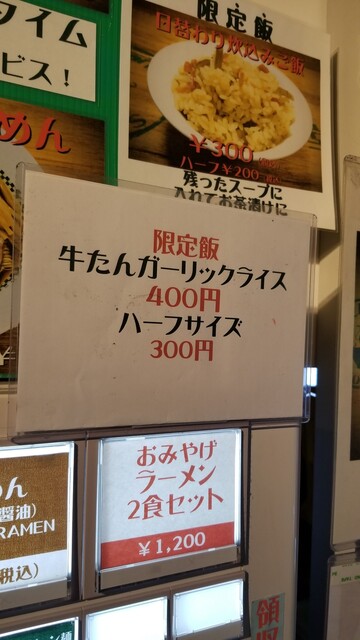 タイム
ビス！
限定飯
日替わり炊込みご飯
￥300
ハーフ￥200
残ったスープに
入れてお茶漬けに
めん
限定飯
牛たんガーリックライス
400円
ハーフサイズ
300円
めん
醤油）
RAMEN
税込）
おみやげ
ラーメン
2食セット
￥1,200
領収